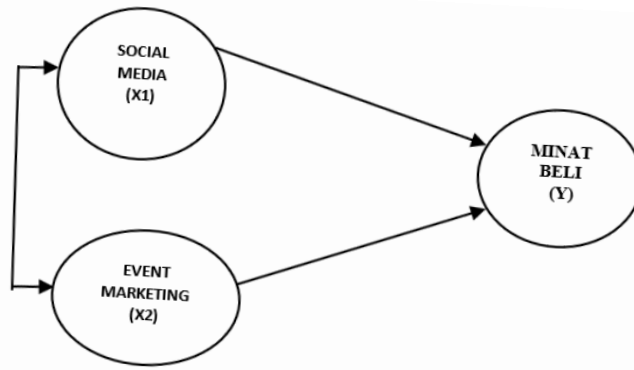 SOCIAL
MEDIA
(X1)
MINAT
BELI
(Y)
EVENT
MARKETING
(X2)